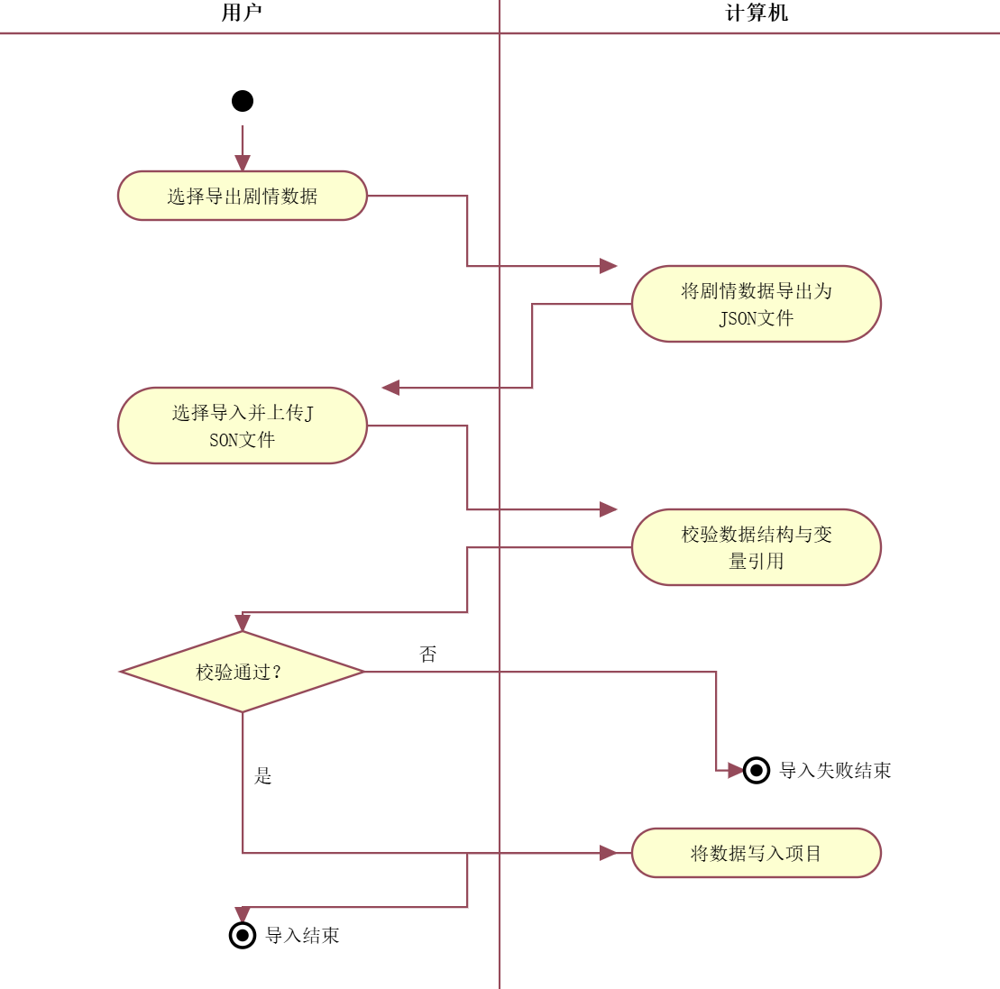 用户
计算机
选择导出剧情数据
将剧情数据导出为
JSON文件
选择导入并上传J
SON文件
校验数据结构与变
量引用
校验通过?
否
是
导入失败结束
将数据写入项目
导入结束